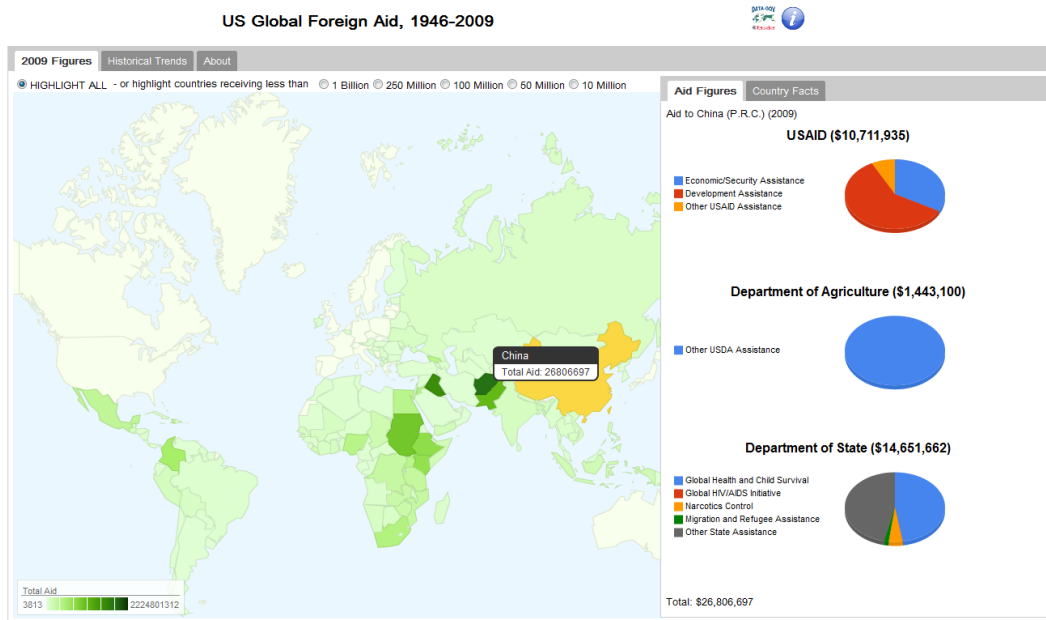 US Global Foreign Aid, 1946-2009
DATA-GOV
2009 Figures Historical Trends About
HIGHLIGHT ALL - or highlight countries receiving less than 1 Billion 250 Million 100 Million 50 Million 10 Million
Aid Figures Country Facts
Aid to China (P.R.C.) (2009)
USAID ($10,711,935)
Economic/Security Assistance
Development Assistance
Other USAID Assistance
Department of Agriculture ($1,443,100)
Other USDA Assistance
China
Total Aid: 26806697
Department of State ($14,651,662)
Global Health and Child Survival
Global HIV/AIDS Initiative
Narcotics Control
Migration and Refugee Assistance
Other State Assistance
Total Aid
3813 2224801312
Total: $26,806,697